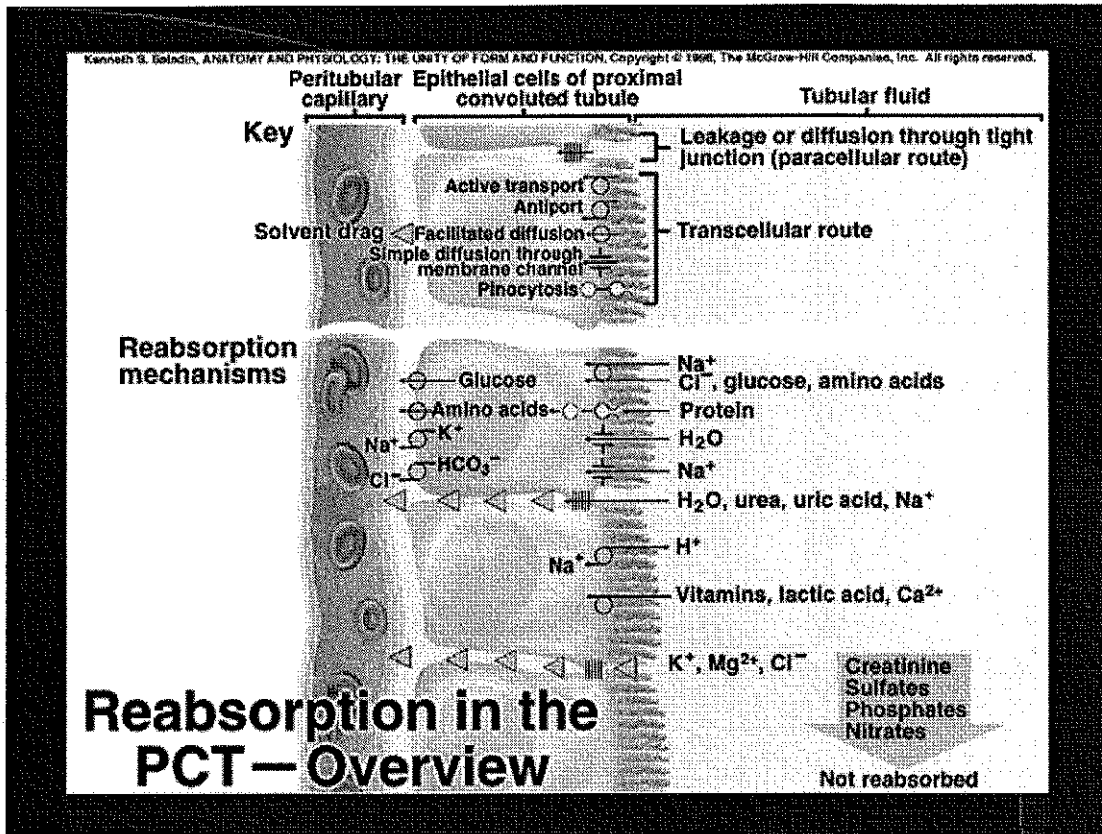 Kenneth S. Saladin, ANATOMY AND PHYSIOLOGY: THE UNITY OF FORM AND FUNCTION, Copyright © 1998, The McGraw-Hill Companies, Inc. All rights reserved.
Peritubular
capillary
Epithelial cells of proximal
convoluted tubule
Tubular fluid
Key
Leakage or diffusion through tight
junction (paracellular route)
Active transport
Antiport
Solvent drag
Facilitated diffusion
Simple diffusion through
membrane channel
Pinocytosis
Transcellular route
Reabsorption
mechanisms
Na⁺
Glucose
Cl⁻, glucose, amino acids
Amino acids
Protein
Na⁺
K⁺
H₂O
Cl⁻
HCO₃⁻
Na⁺
H₂O, urea, uric acid, Na⁺
Na⁺
H⁺
Vitamins, lactic acid, Ca²⁺
K⁺, Mg²⁺, Cl⁻
Creatinine
Sulfates
Phosphates
Nitrates
Not reabsorbed
Reabsorption in the
PCT — Overview